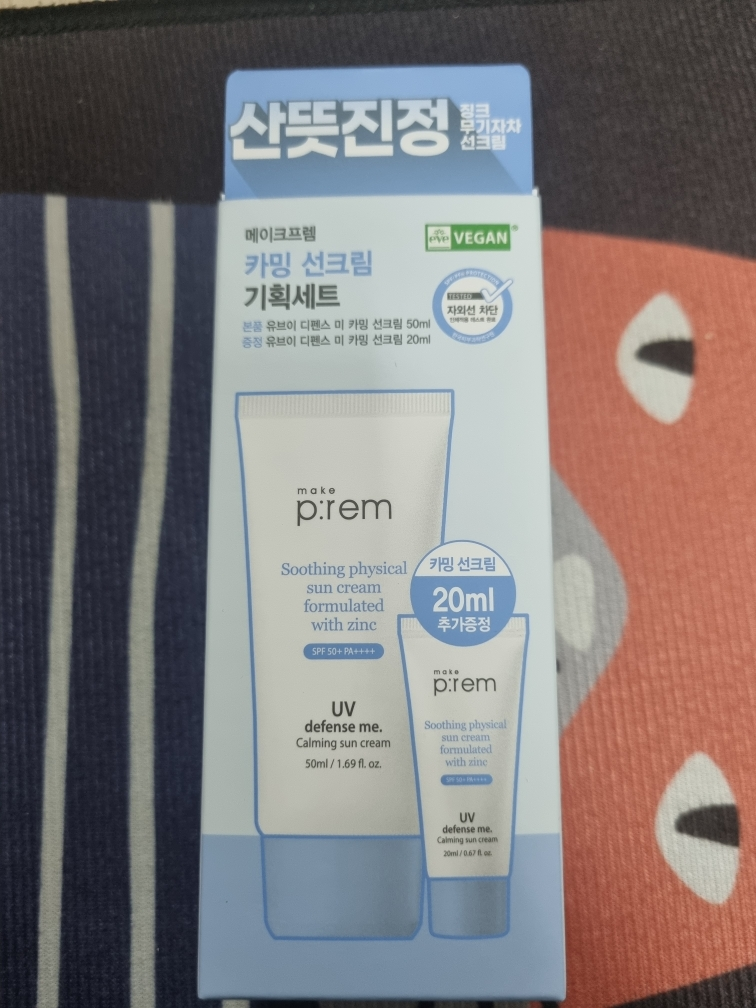 산뜻진정
징크
무기자차
선크림
메이크프렘
카밍 선크림
기획세트
본품 유브이 디펜스 미 카밍 선크림 50ml
증정 유브이 디펜스 미 카밍 선크림 20ml
VEGAN
TESTED
자외선 차단
make
p:rem
Soothing physical
sun cream
formulated
with zinc
SPF 50+ PA++++
UV
defense me.
Calming sun cream
50ml / 1.69 fl. oz.
카밍 선크림
20ml
추가증정
make
p:rem
Soothing physical
sun cream
formulated
with zinc
SPF 50+ PA++++
UV
defense me.
Calming sun cream
20ml / 0.67 fl. oz.